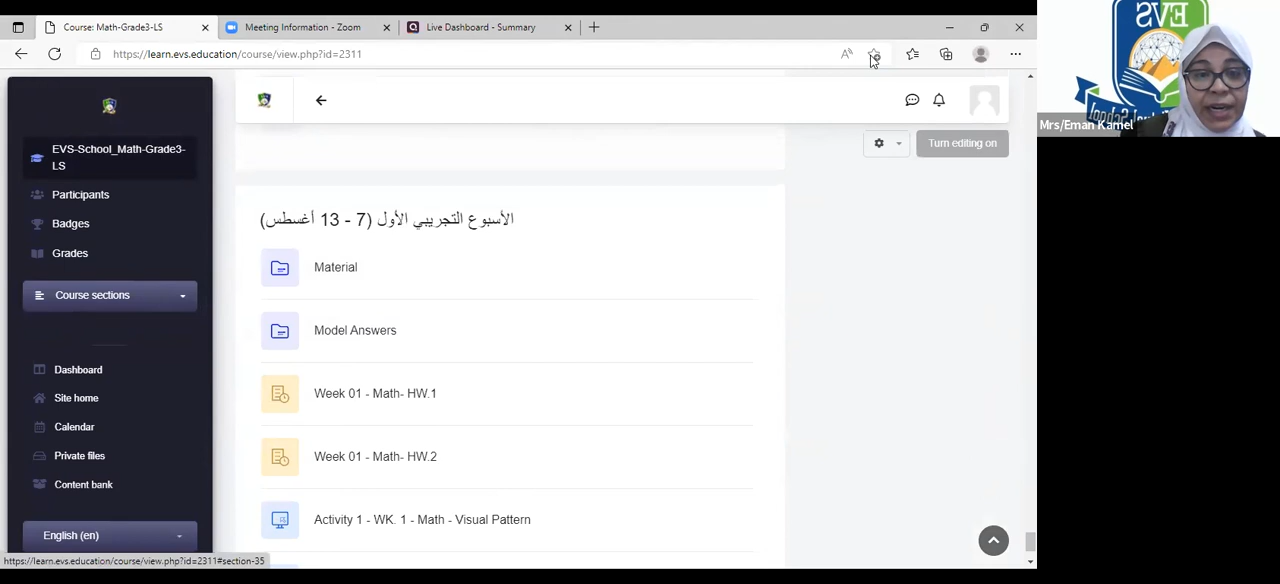 Course: Math-Grade3-LS
Meeting Information - Zoom
Live Dashboard - Summary
https://learn.evs.education/course/view.php?id=2311
EVS
Mrs/Eman Kamel
EVS-School_Math-Grade3-
LS
Participants
Badges
Grades
Course sections
Dashboard
Site home
Calendar
Private files
Content bank
English (en)
Turn editing on
الأسبوع التجريبي الأول (7 - 13 أغسطس)
Material
Model Answers
Week 01 - Math- HW.1
Week 01 - Math- HW.2
Activity 1 - WK. 1 - Math - Visual Pattern
https://learn.evs.education/course/view.php?id=2311#section-35